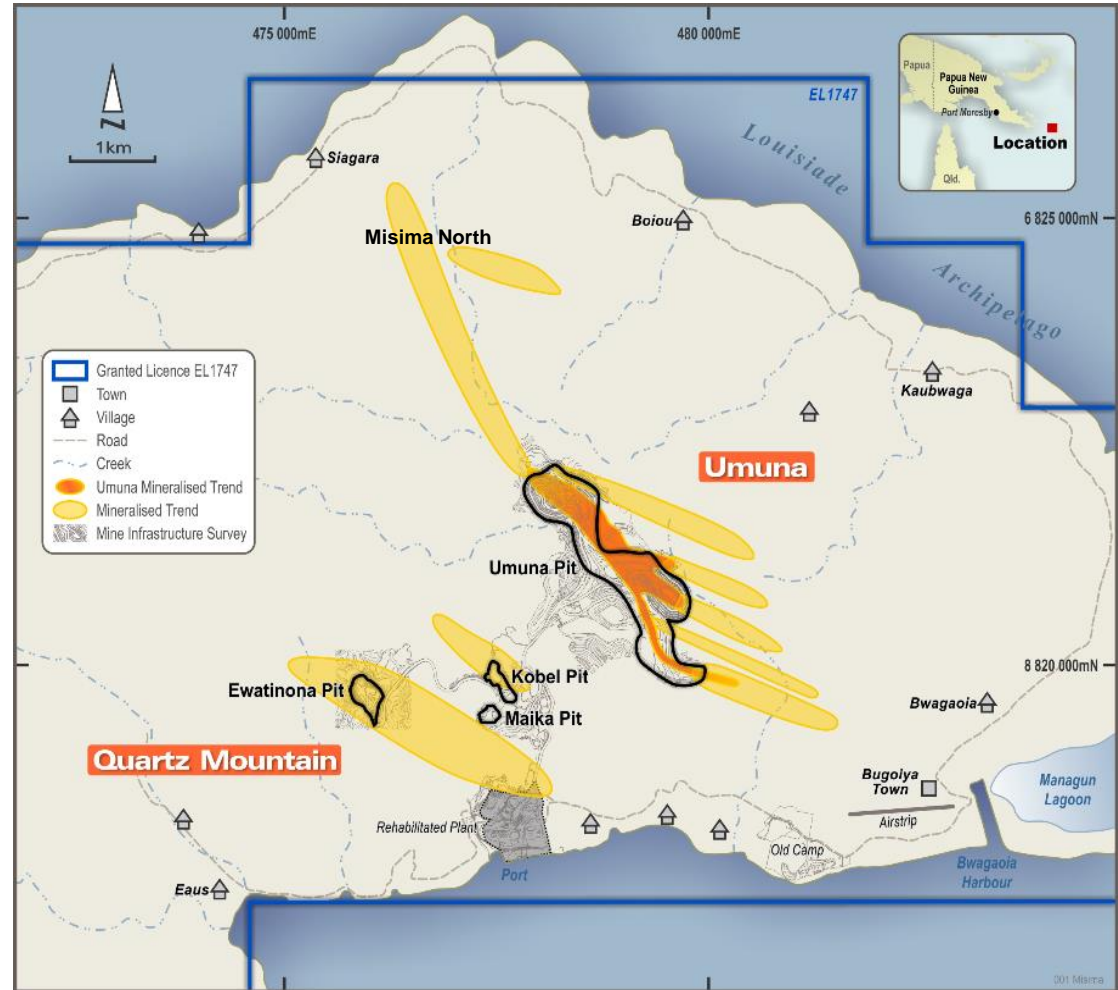 475 000mE
480 000mE
N
1km
EL1747
Papua
Papua New
Guinea
Port Moresby
Location
Qld.
Siagara
Louisiade
Boiou
6 825 000mN
Misima North
Archipelago
Kaubwaga
Granted Licence EL1747
Town
Village
Road
Creek
Umuna Mineralised Trend
Mineralised Trend
Mine Infrastructure Survey
Umuna
Umuna Pit
8 820 000mN
Kobel Pit
Ewatinona Pit
Maika Pit
Bwagaoia
Quartz Mountain
Bugoiya
Town
Managun
Lagoon
Airstrip
Rehabilitated Plant
Old Camp
Port
Bwagaoia
Harbour
Eaus
001 Misima